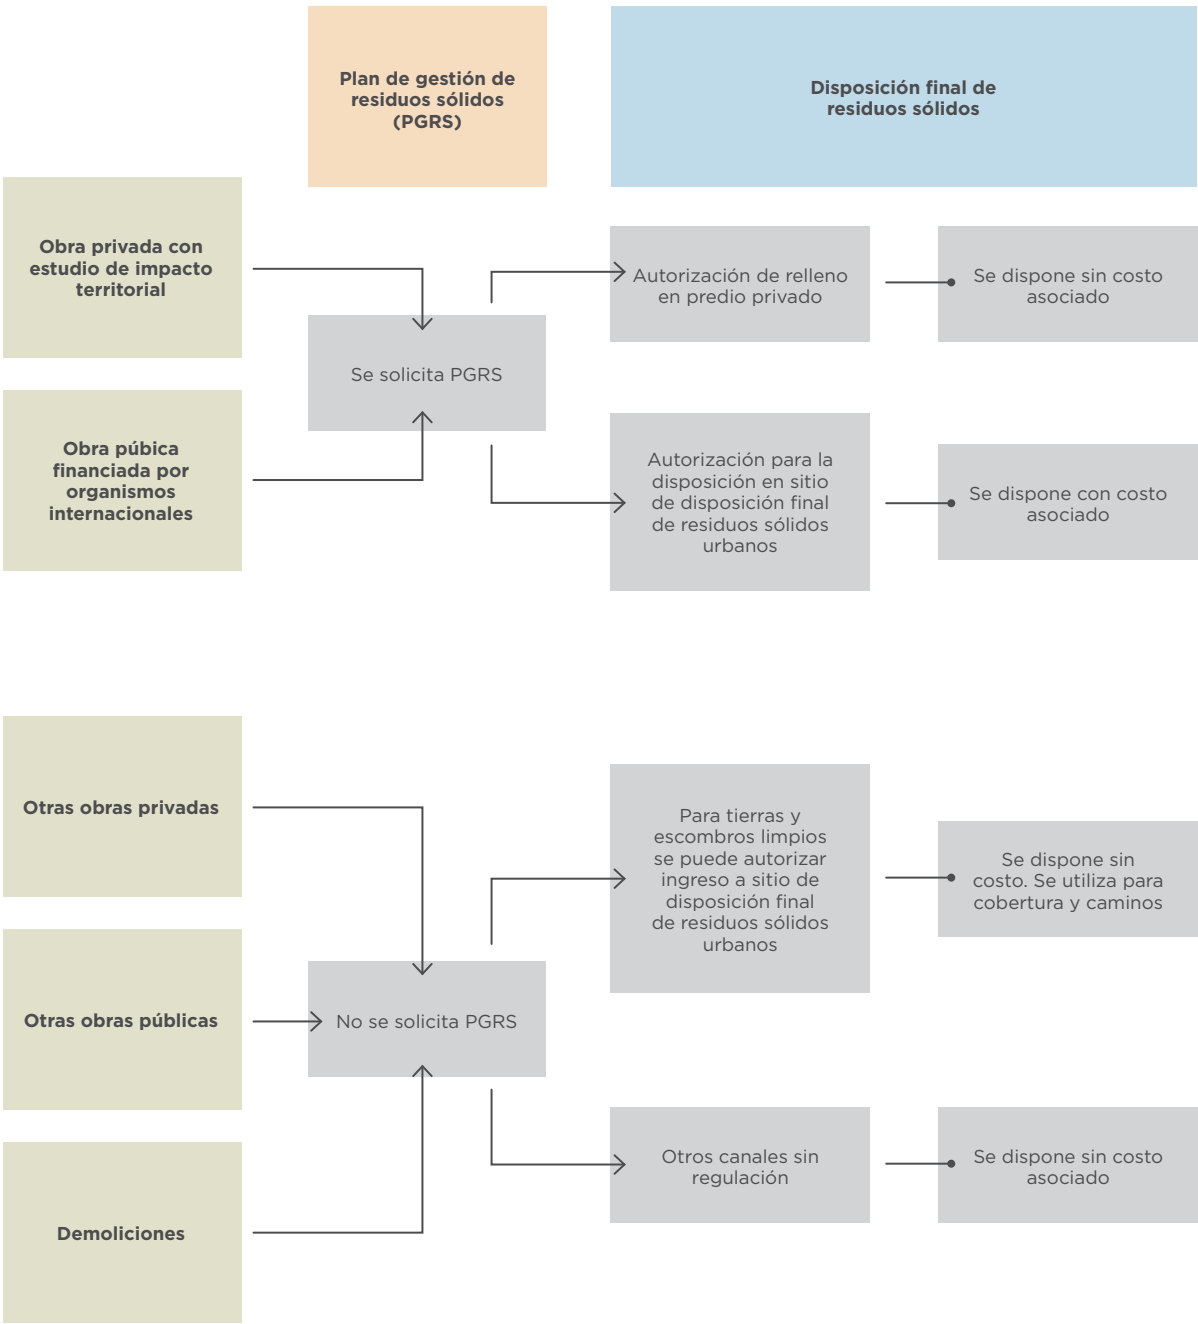 Plan de gestión de
residuos sólidos
(PGRS)
Disposición final de
residuos sólidos
Obra privada con
estudio de impacto
territorial
Se solicita PGRS
Autorización de relleno
en predio privado
Se dispone sin costo
asociado
Obra púbica
financiada por
organismos
internacionales
Autorización para la
disposición en sitio
de disposición final
de residuos sólidos
urbanos
Se dispone con costo
asociado
Otras obras privadas
Para tierras y
escombros limpios
se puede autorizar
ingreso a sitio de
disposición final
de residuos sólidos
urbanos
Se dispone sin
costo. Se utiliza para
cobertura y caminos
Otras obras públicas
No se solicita PGRS
Otros canales sin
regulación
Se dispone sin costo
asociado
Demoliciones